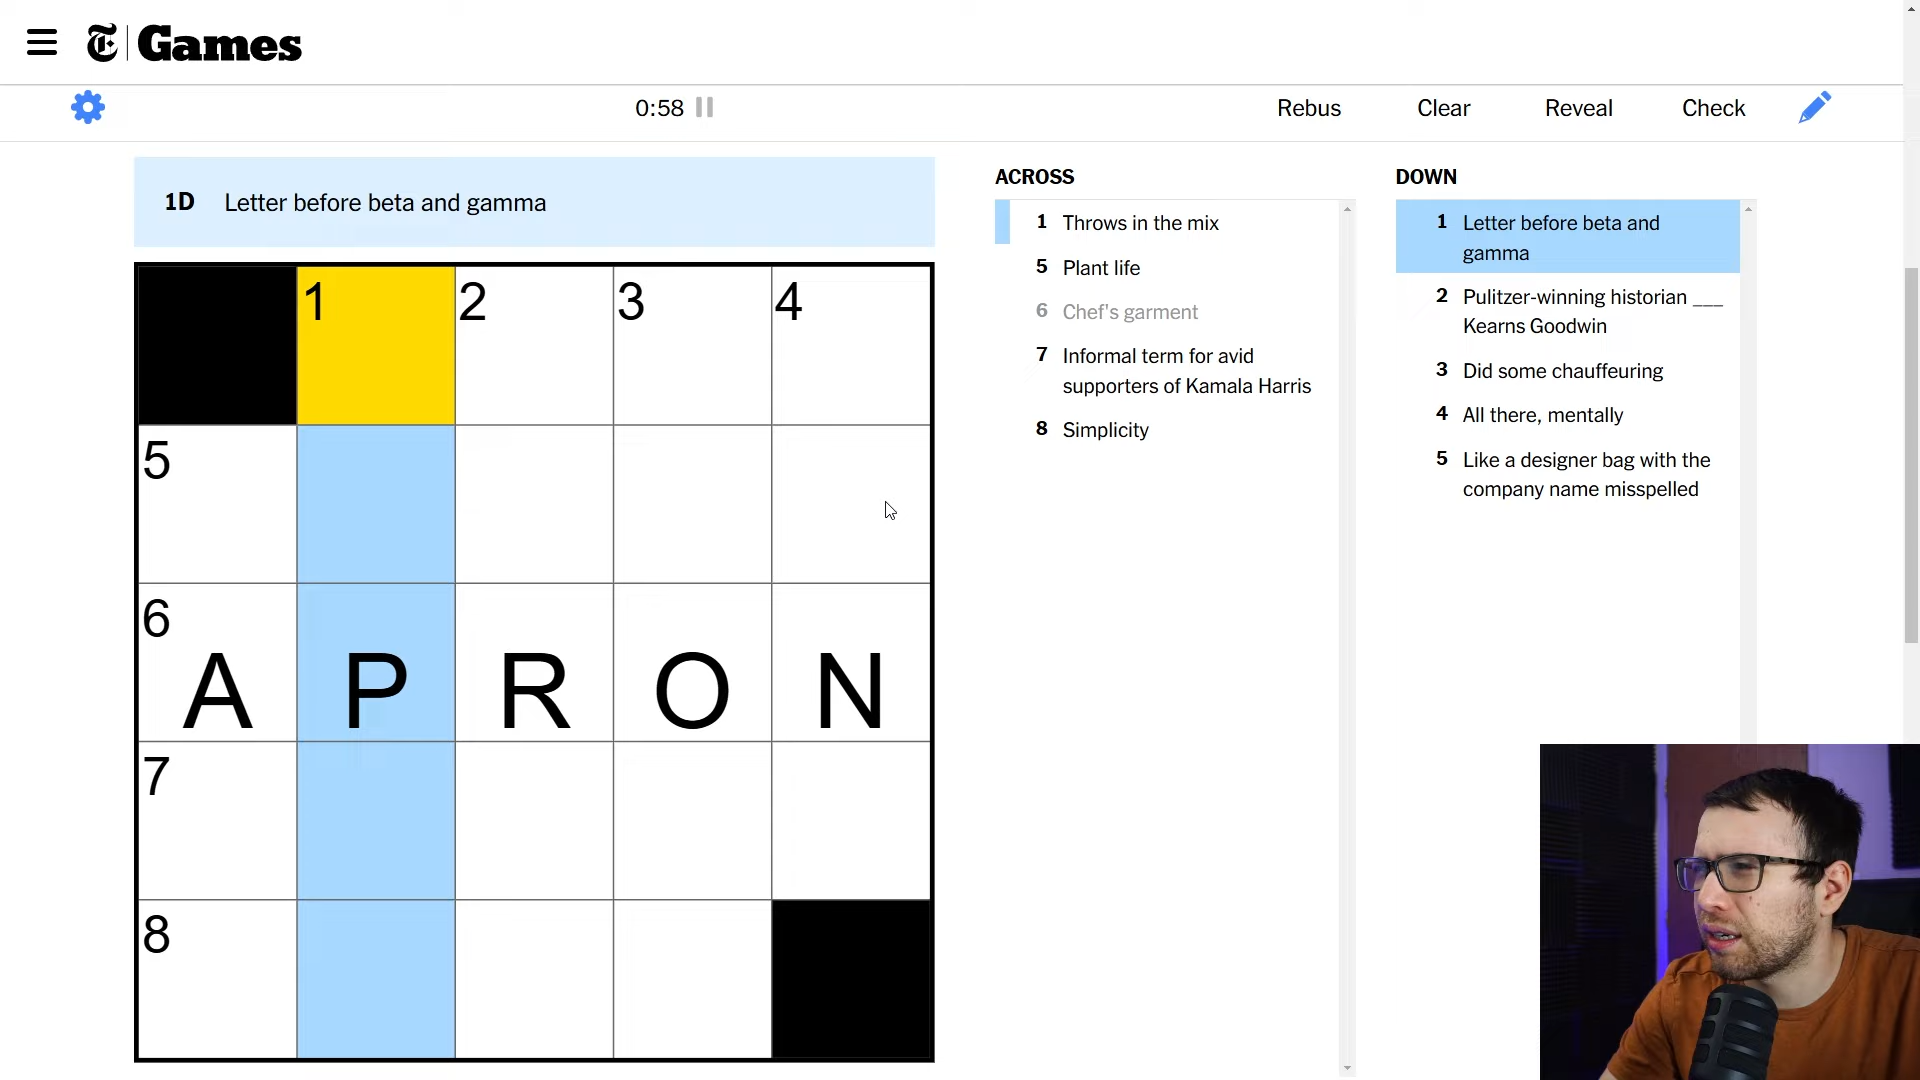 T Games
0:58
Rebus
Clear
Reveal
Check
1D Letter before beta and gamma
1 2 3 4
5
6
A P R O N
7
8
ACROSS
1 Throws in the mix
5 Plant life
6 Chef's garment
7 Informal term for avid
supporters of Kamala Harris
8 Simplicity
DOWN
1 Letter before beta and
gamma
2 Pulitzer-winning historian ___
Kearns Goodwin
3 Did some chauffeuring
4 All there, mentally
5 Like a designer bag with the
company name misspelled